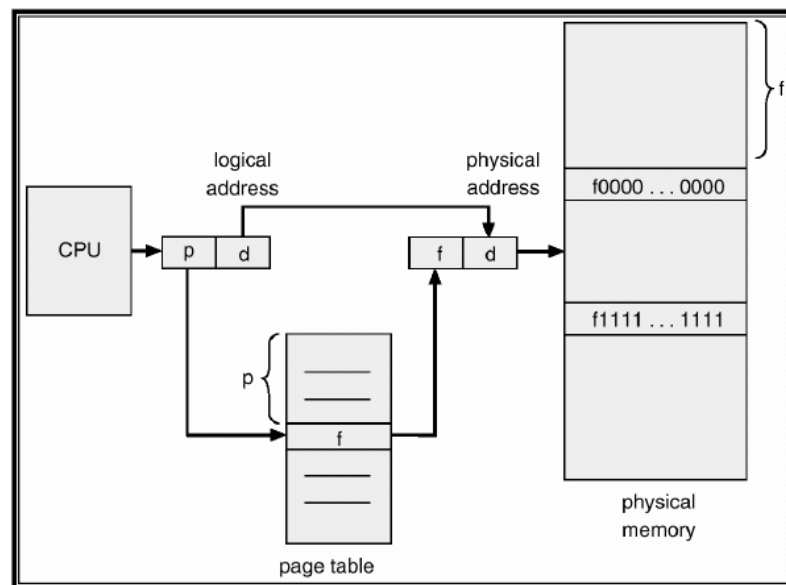 f
logical
address
physical
address
f0000 ... 0000
CPU
p
d
f
d
f1111 ... 1111
p
f
physical
memory
page table